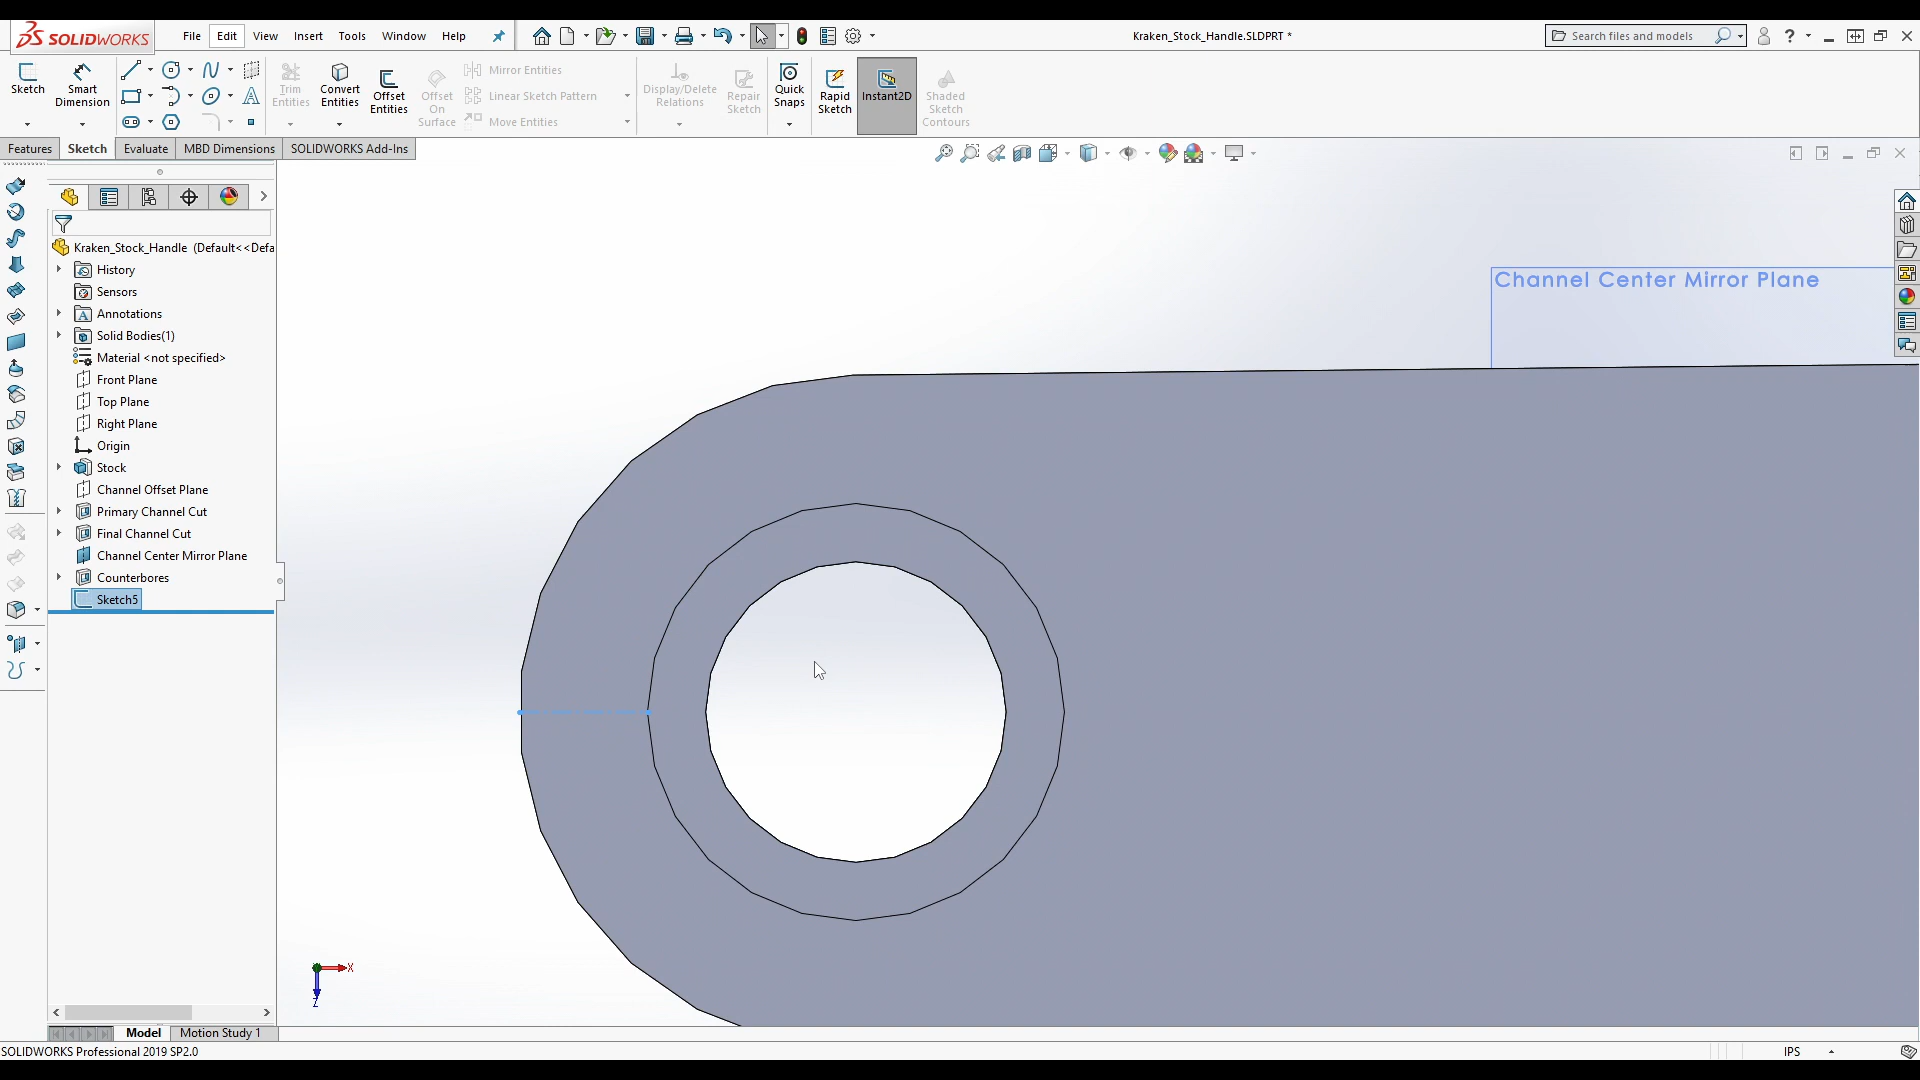 SOLIDWORKS
File Edit View Insert Tools Window Help
Kraken_Stock_Handle.SLDPRT *
Search files and models
Sketch
Smart Dimension
Trim Entities
Convert Entities
Offset Entities
Offset On Surface
Mirror Entities
Linear Sketch Pattern
Move Entities
Display/Delete Relations
Repair Sketch
Quick Snaps
Rapid Sketch
Instant2D
Shaded Sketch Contours
Features Sketch Evaluate MBD Dimensions SOLIDWORKS Add-Ins
Kraken_Stock_Handle (Default<<Defa
History
Sensors
Annotations
Solid Bodies(1)
Material <not specified>
Front Plane
Top Plane
Right Plane
Origin
Stock
Channel Offset Plane
Primary Channel Cut
Final Channel Cut
Channel Center Mirror Plane
Counterbores
Sketch5
Channel Center Mirror Plane
X
Z
Model Motion Study 1
SOLIDWORKS Professional 2019 SP2.0
IPS